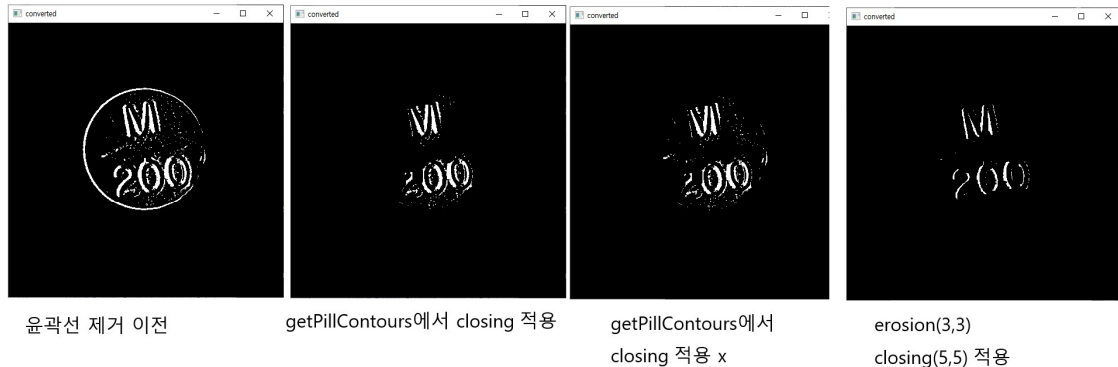 converted
converted
converted
converted
M
200
M
200
M
200
M
200
윤곽선 제거 이전
getPillContours에서 closing 적용
getPillContours에서
closing 적용 x
erosion(3,3)
closing(5,5) 적용